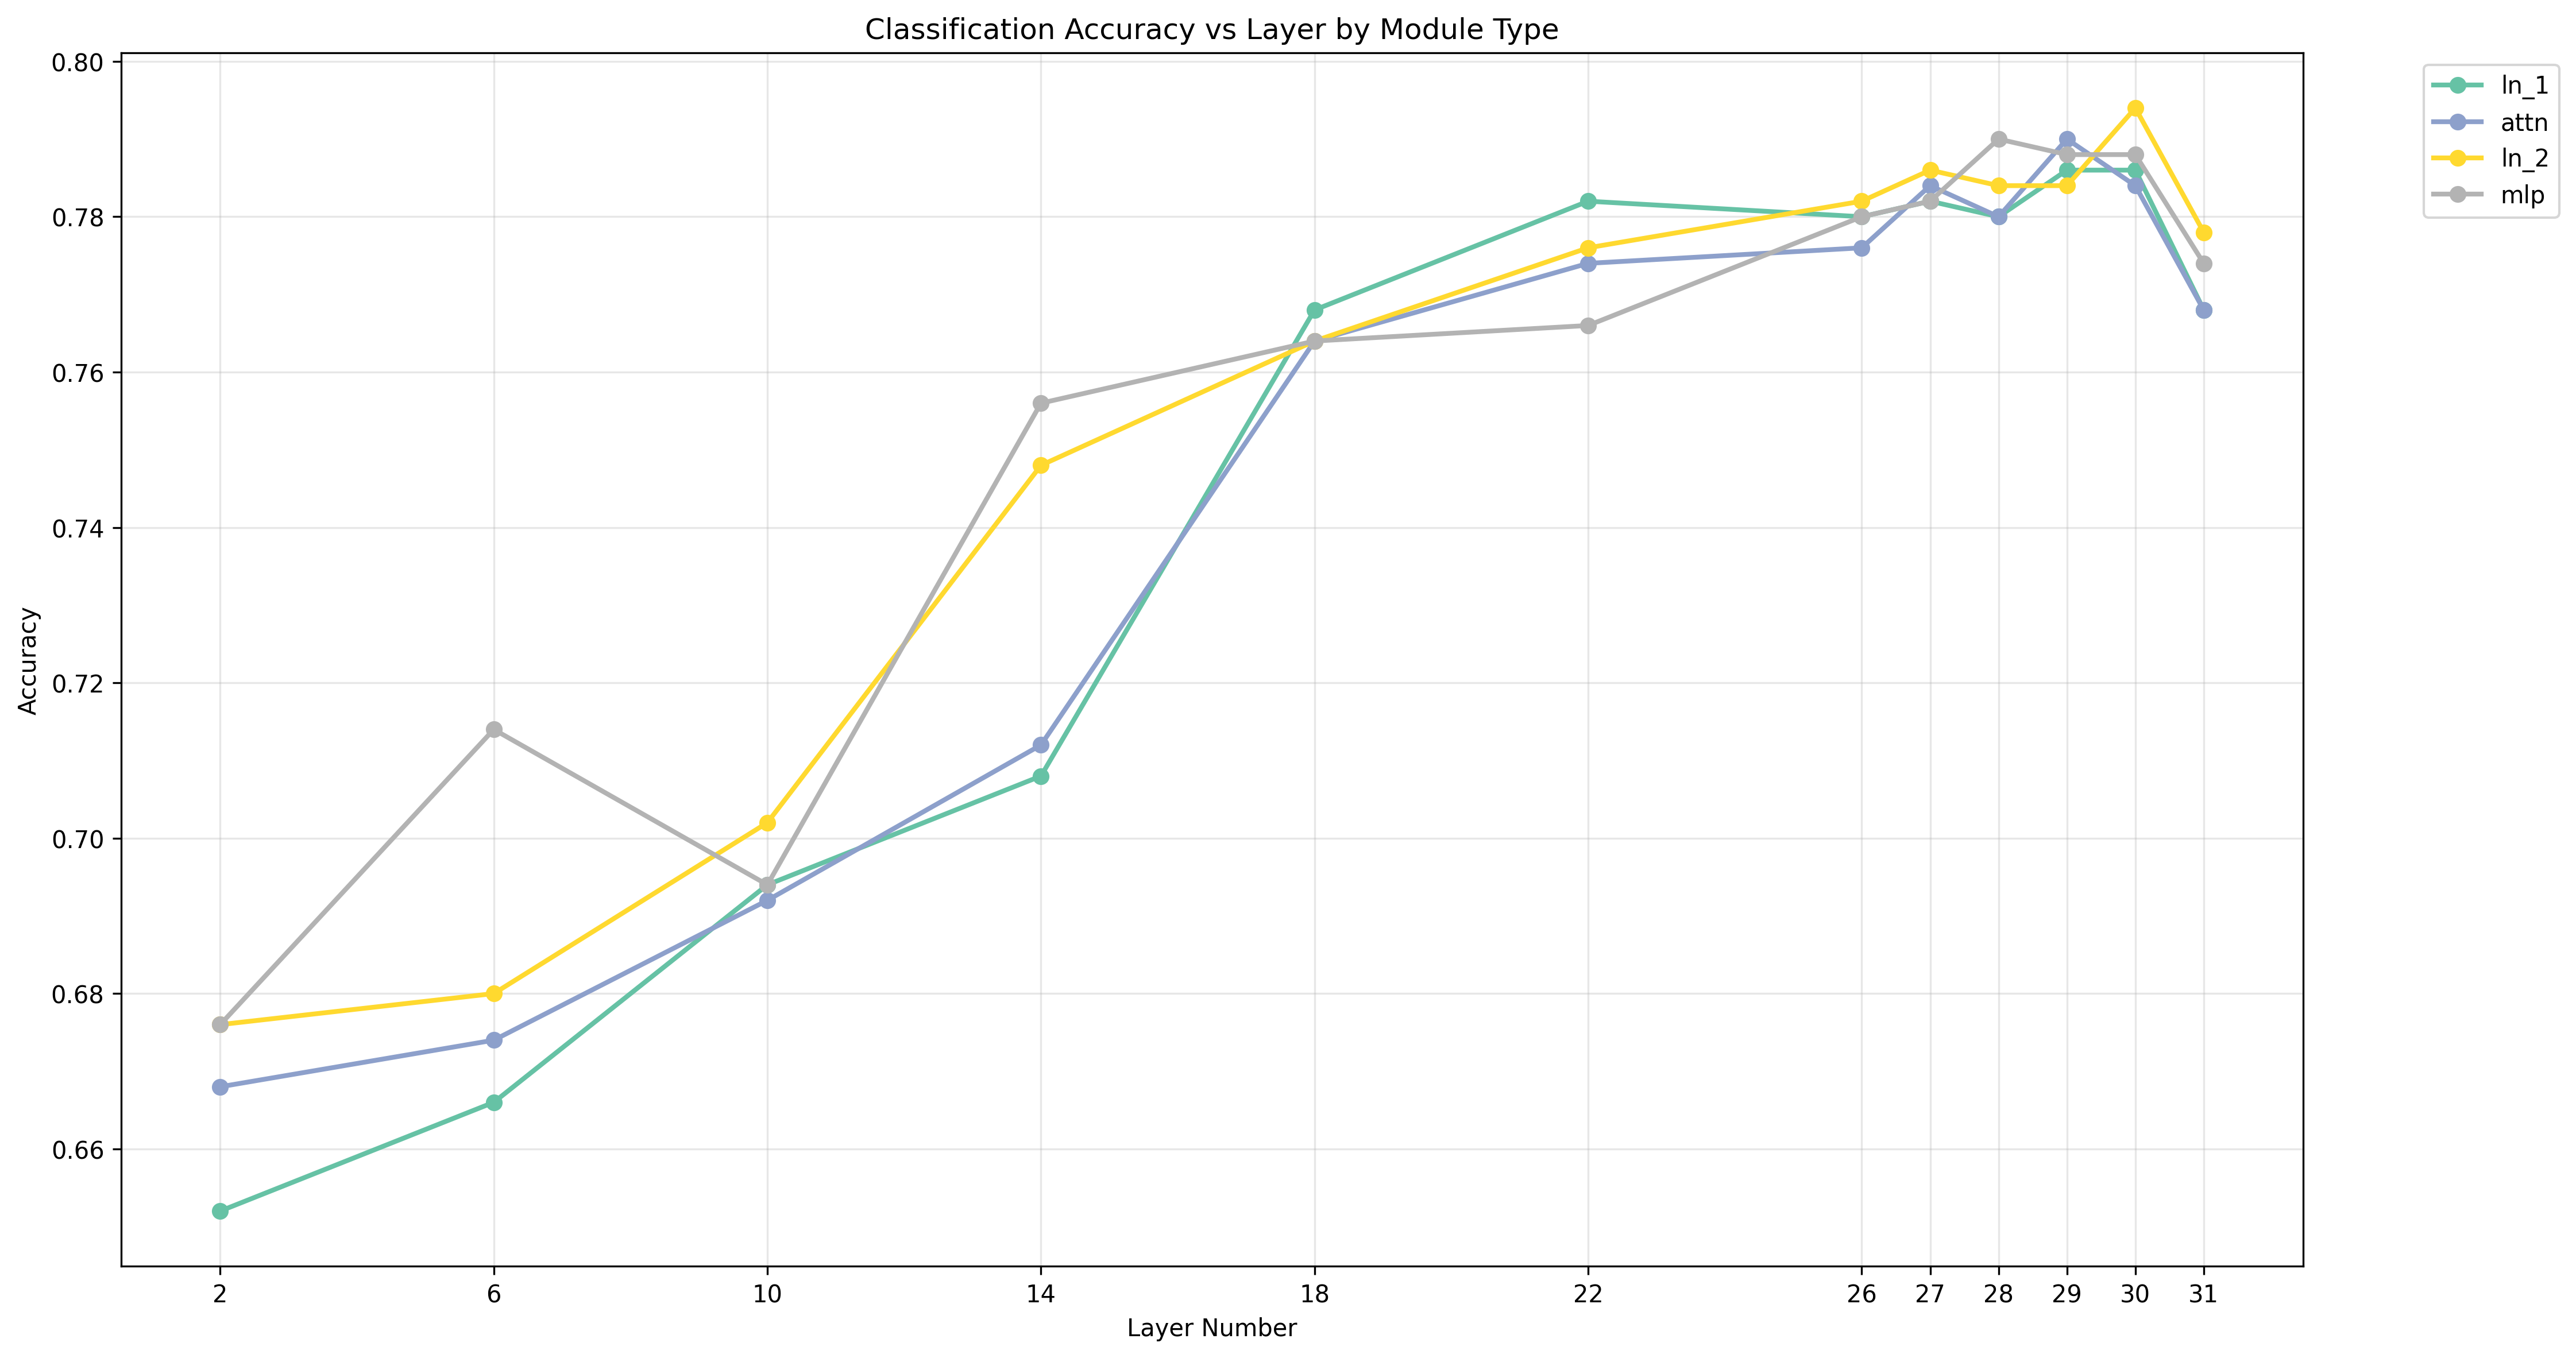 Classification Accuracy vs Layer by Module Type
0.80
0.78
0.76
0.74
0.72
0.70
0.68
0.66
Accuracy
2 6 10 14 18 22 26 27 28 29 30 31
Layer Number
ln_1
attn
ln_2
mlp